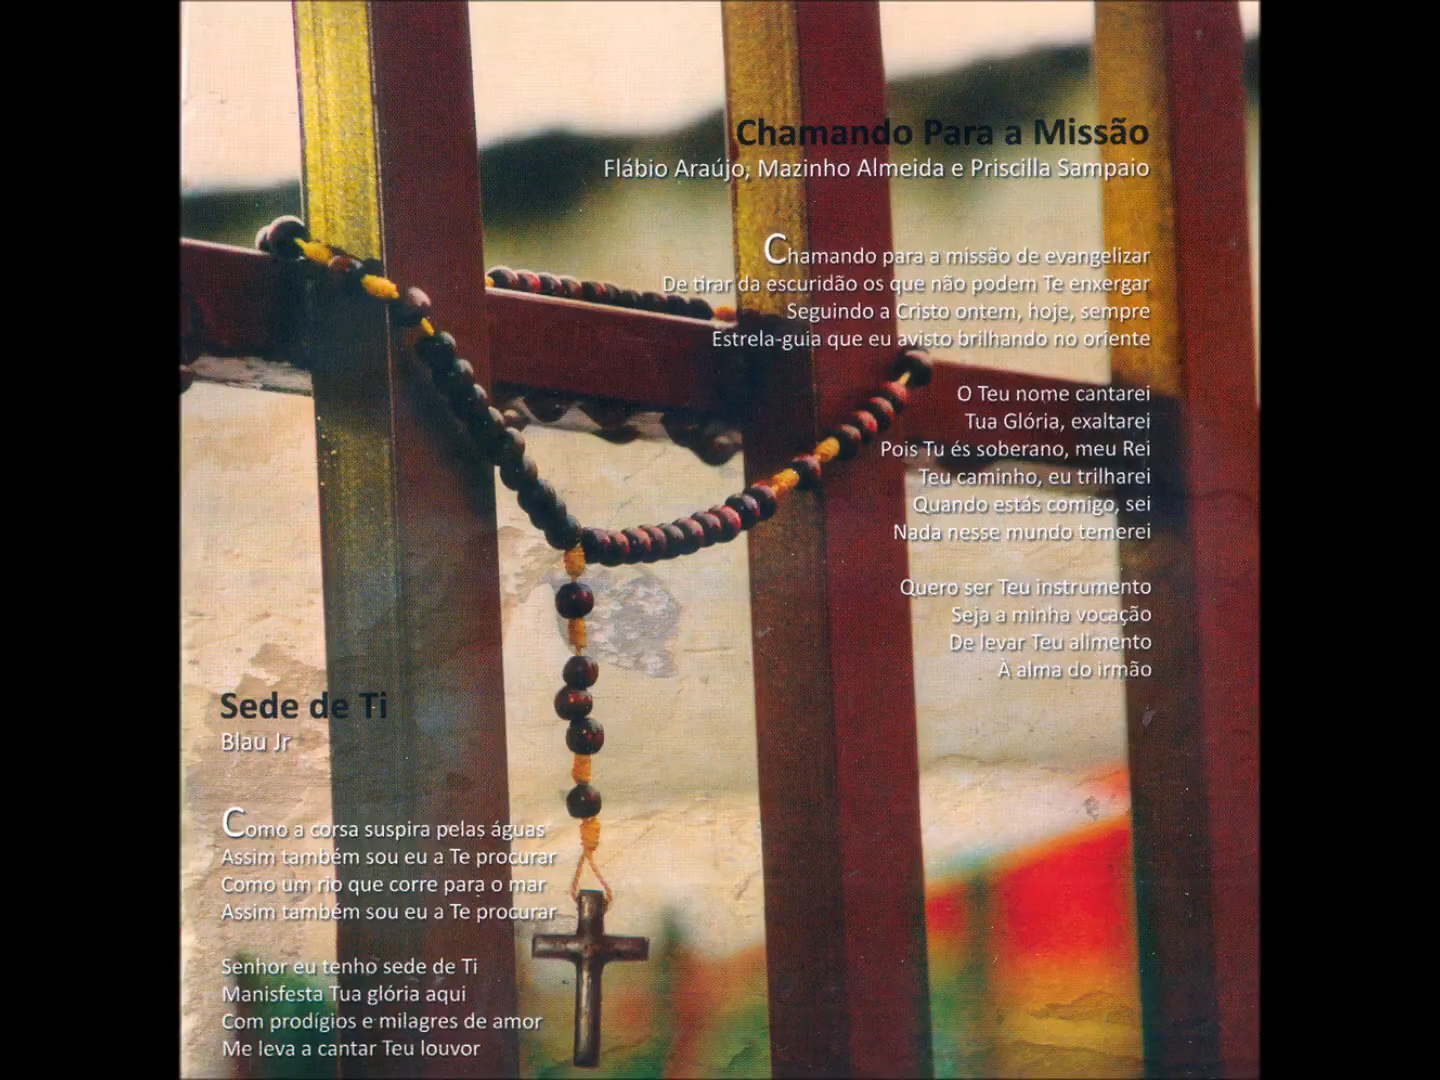 Chamando Para a Missão
Flábio Araújo, Mazinho Almeida e Priscilla Sampaio
Chamando para a missão de evangelizar
De tirar da escuridão os que não podem Te enxergar
Seguindo a Cristo ontem, hoje, sempre
Estrela-guia que eu avisto brilhando no oriente
O Teu nome cantarei
Tua Glória, exaltarei
Pois Tu és soberano, meu Rei
Teu caminho, eu trilharei
Quando estás comigo, sei
Nada nesse mundo temerei
Quero ser Teu instrumento
Seja a minha vocação
De levar Teu alimento
À alma do irmão
Sede de Ti
Blau Jr
Como a corsa suspira pelas águas
Assim também sou eu a Te procurar
Como um rio que corre para o mar
Assim também sou eu a Te procurar
Senhor eu tenho sede de Ti
Manisfesta Tua glória aqui
Com prodígios e milagres de amor
Me leva a cantar Teu louvor